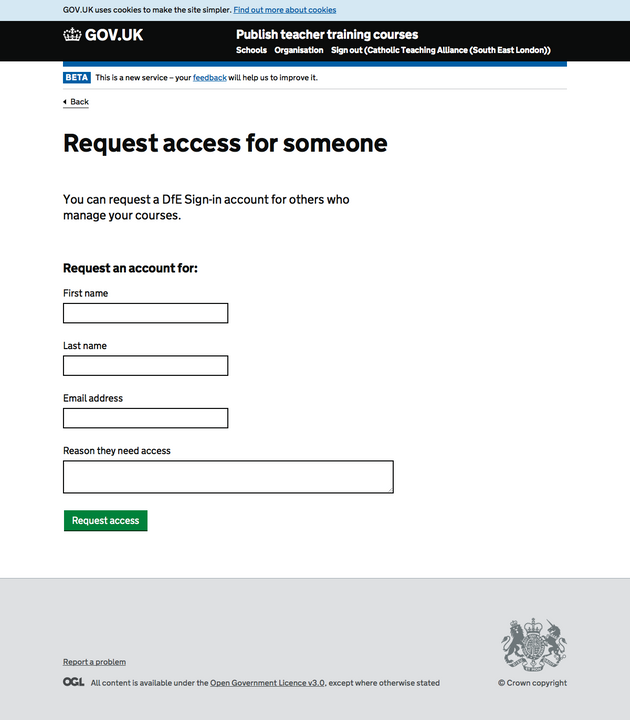 GOV.UK uses cookies to make the site simpler. Find out more about cookies
GOV.UK
Publish teacher training courses
Schools Organisation Sign out (Catholic Teaching Alliance (South East London))
BETA This is a new service – your feedback will help us to improve it.
Back
Request access for someone
You can request a DfE Sign-in account for others who
manage your courses.
Request an account for:
First name
Last name
Email address
Reason they need access
Request access
Report a problem
OGL All content is available under the Open Government Licence v3.0, except where otherwise stated
© Crown copyright